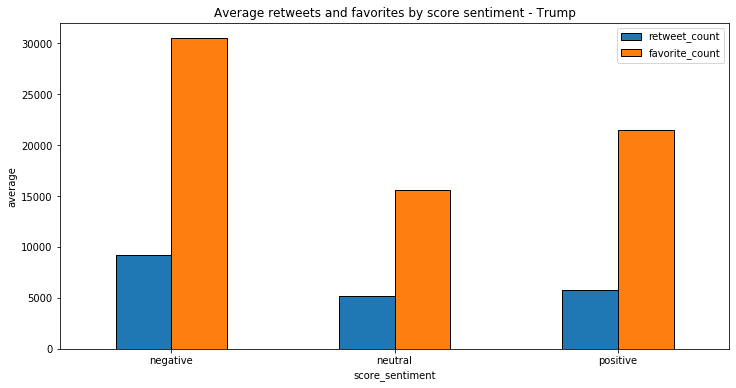 Average retweets and favorites by score sentiment - Trump
retweet_count
favorite_count
30000
25000
20000
15000
10000
5000
0
average
negative
neutral
positive
score_sentiment